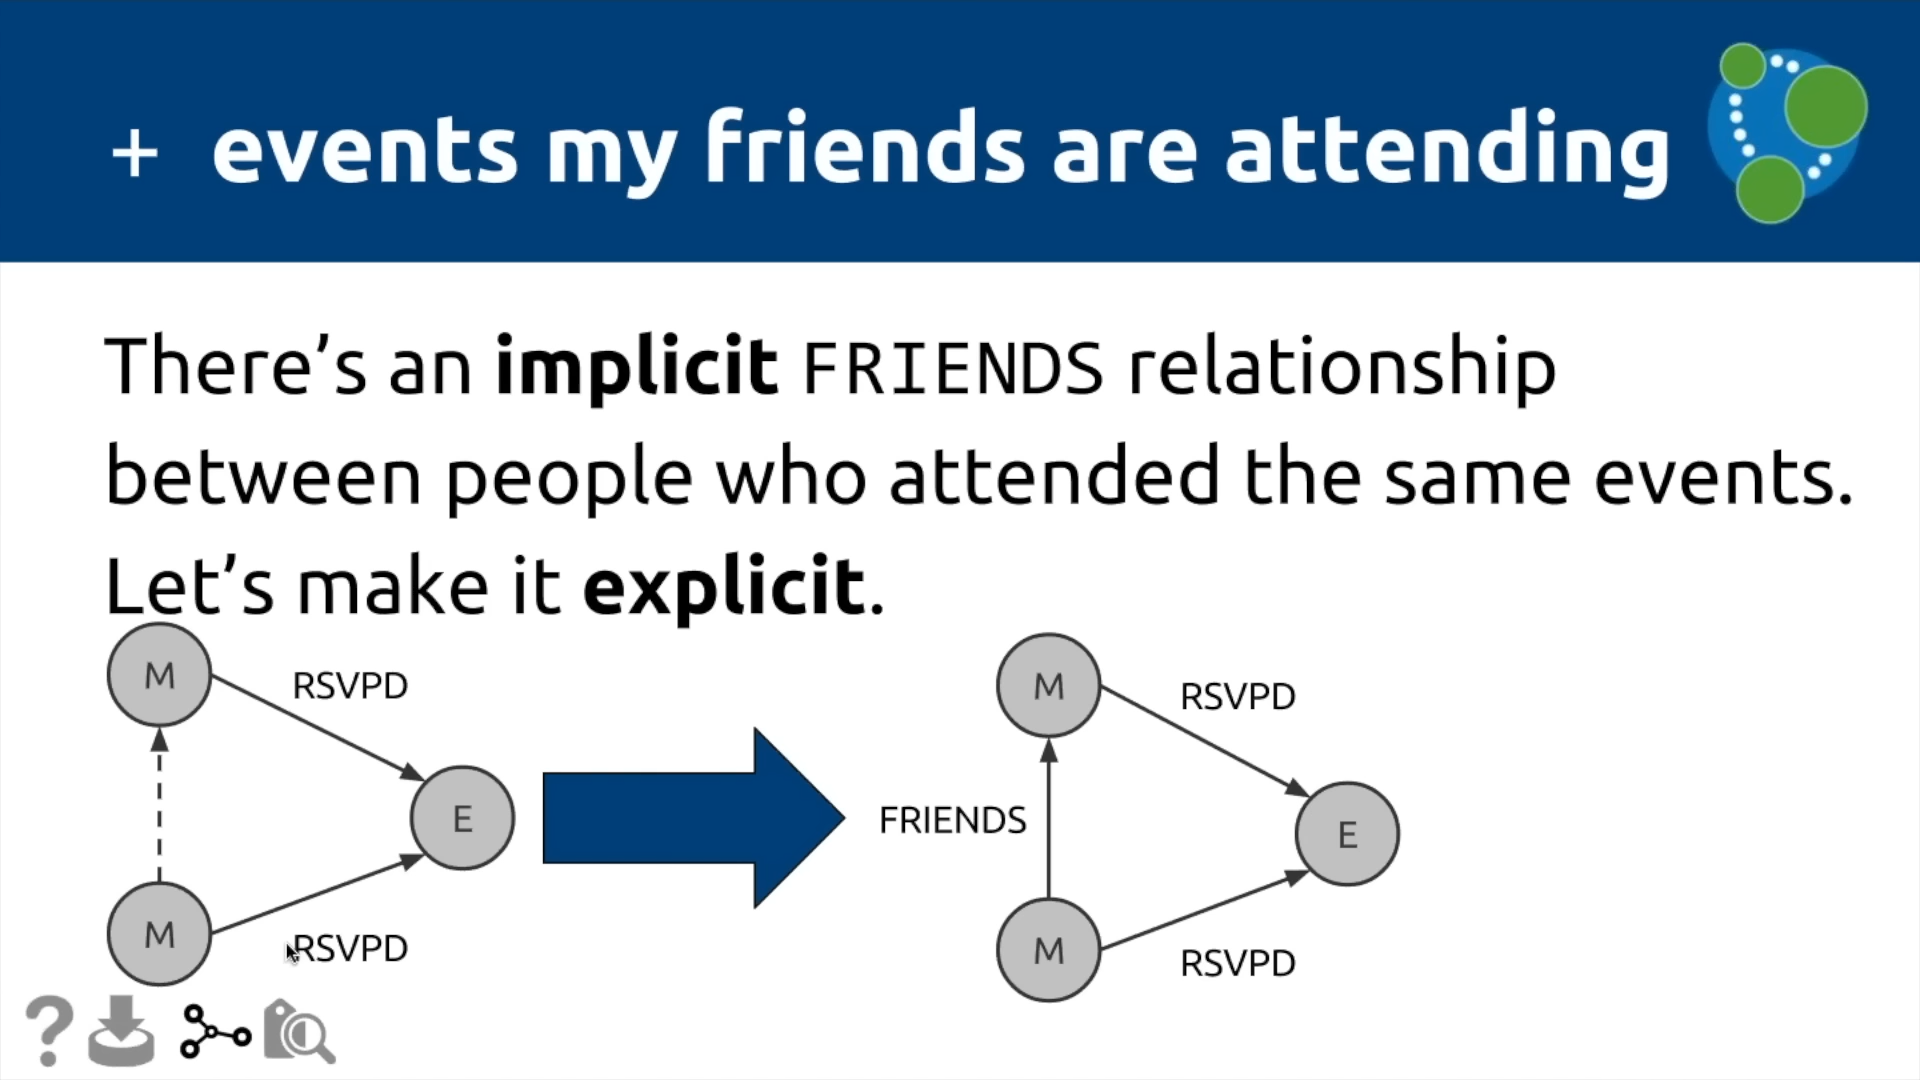 + events my friends are attending
There’s an implicit FRIENDS relationship
between people who attended the same events.
Let’s make it explicit.
M
RSVPD
E
M
RSVPD
M
RSVPD
FRIENDS
E
M
RSVPD
?